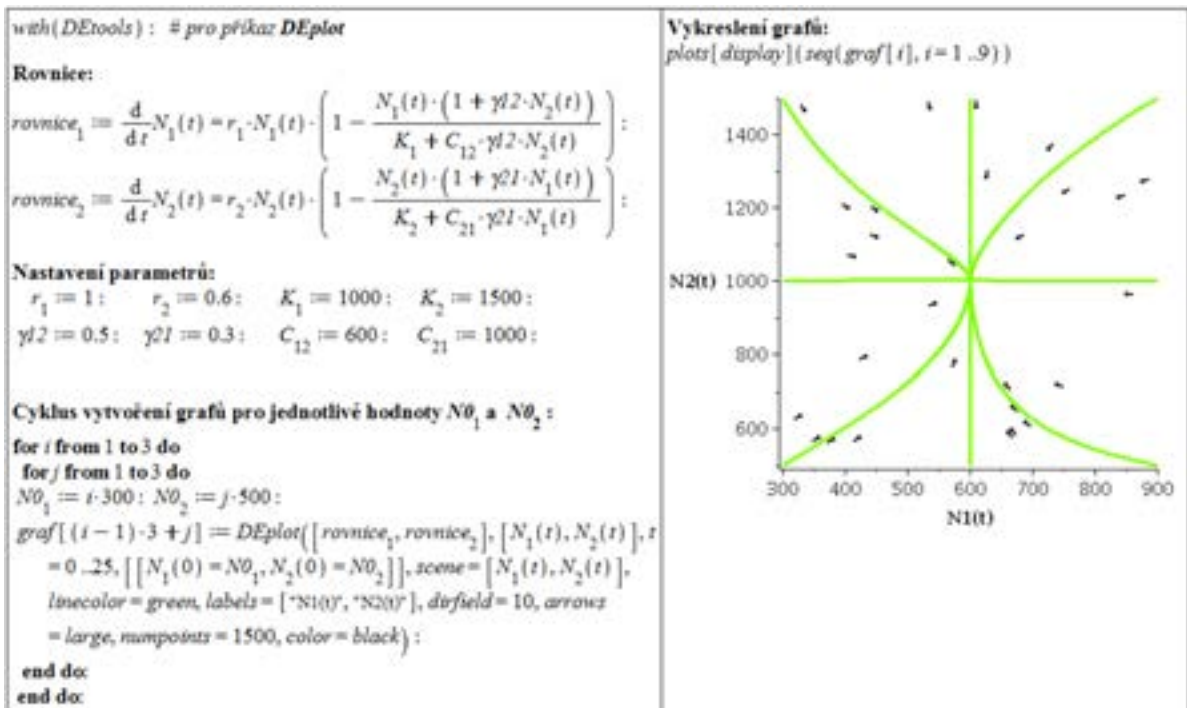 with(DEtools) :  # pro příkaz DEplot
Rovnice:
rovnice₁ := d/dt N₁(t) = r₁·N₁(t)·(1 − N₁(t)·(1 + γ12·N₂(t)) / (K₁ + C₁₂·γ12·N₂(t))) :
rovnice₂ := d/dt N₂(t) = r₂·N₂(t)·(1 − N₂(t)·(1 + γ21·N₁(t)) / (K₂ + C₂₁·γ21·N₁(t))) :
Nastavení parametrů:
r₁ := 1 :   r₂ := 0.6 :   K₁ := 1000 :   K₂ := 1500 :
γ12 := 0.5 :   γ21 := 0.3 :   C₁₂ := 600 :   C₂₁ := 1000 :
Cyklus vytvoření grafů pro jednotlivé hodnoty N0₁ a N0₂ :
for i from 1 to 3 do
for j from 1 to 3 do
N0₁ := i·300 : N0₂ := j·500 :
graf[(i − 1)·3 + j] := DEplot([rovnice₁, rovnice₂], [N₁(t), N₂(t)], t
= 0 ..25, [[N₁(0) = N0₁, N₂(0) = N0₂]], scene = [N₁(t), N₂(t)],
linecolor = green, labels = ["N1(t)", "N2(t)"], dirfield = 10, arrows
= large, numpoints = 1500, color = black) :
end do:
end do:
Vykreslení grafů:
plots[display](seq(graf[i], i = 1 ..9))
1400
1200
N2(t) 1000
800
600
300 400 500 600 700 800 900
N1(t)